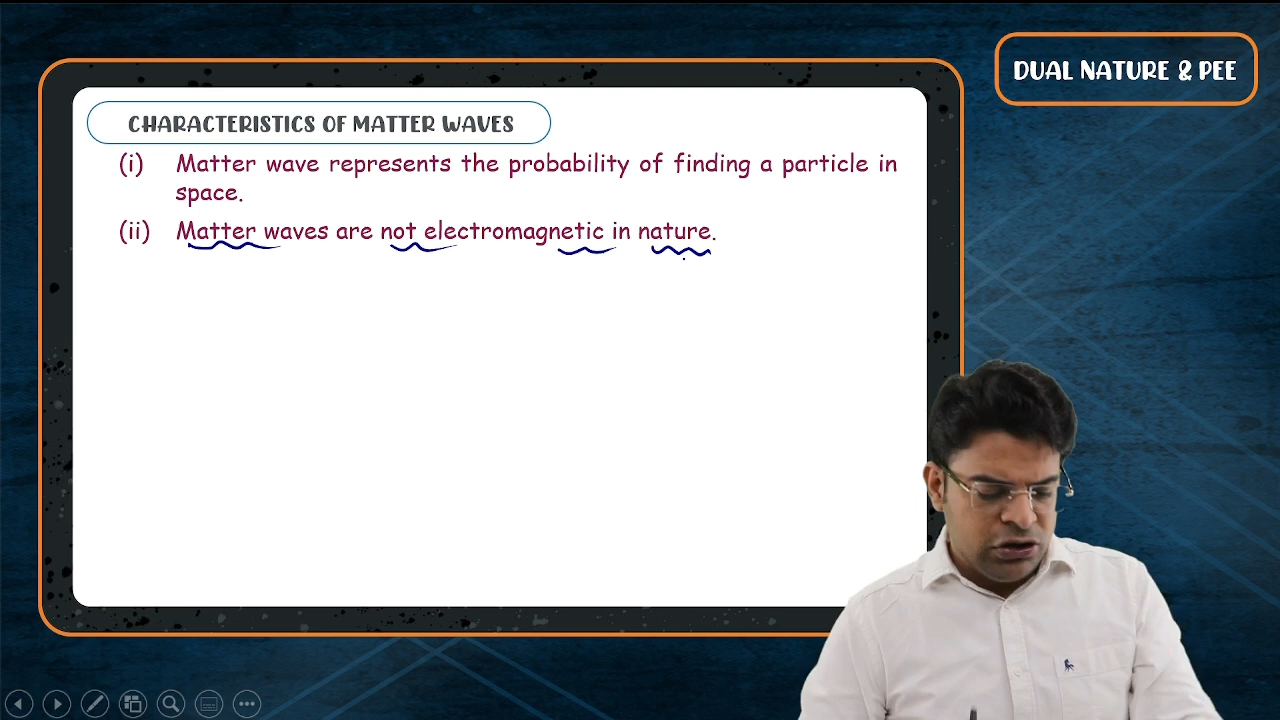 DUAL NATURE & PEE
CHARACTERISTICS OF MATTER WAVES
(i) Matter wave represents the probability of finding a particle in
space.
(ii) Matter waves are not electromagnetic in nature.